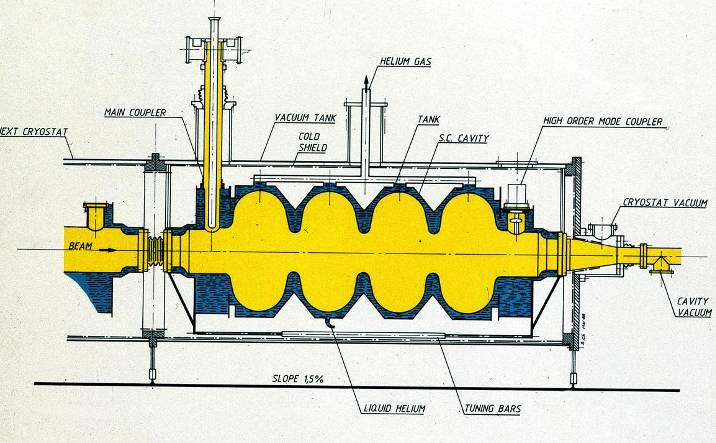 HELIUM GAS
MAIN COUPLER
VACUUM TANK
TANK
HIGH ORDER MODE COUPLER
NEXT CRYOSTAT
COLD
SHIELD
S.C. CAVITY
CRYOSTAT VACUUM
BEAM
CAVITY
VACUUM
SLOPE 1,5%
LIQUID HELIUM
TUNING BARS